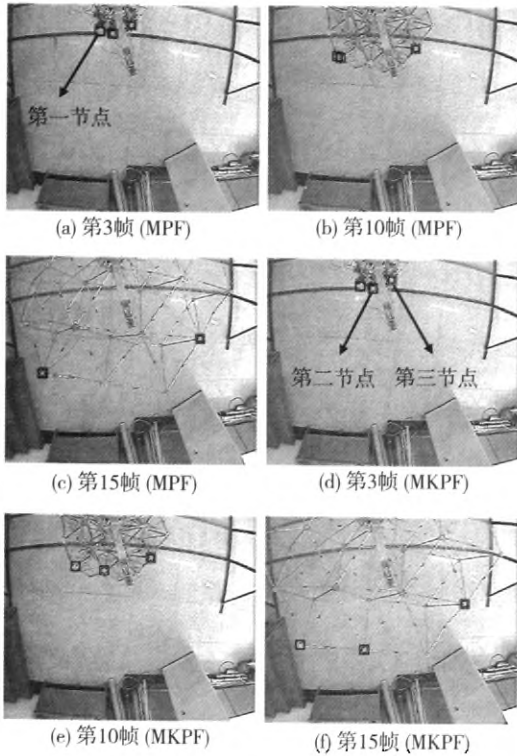 第一节点
(a) 第3帧 (MPF)
(b) 第10帧 (MPF)
第二节点
第三节点
(c) 第15帧 (MPF)
(d) 第3帧 (MKPF)
(e) 第10帧 (MKPF)
(f) 第15帧 (MKPF)